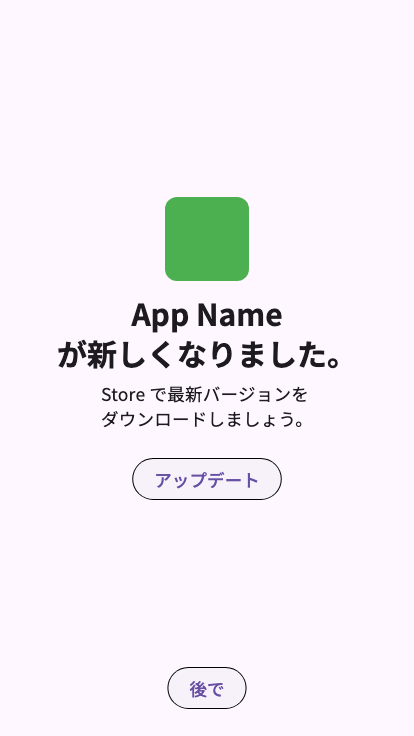 App Name
が新しくなりました。
Store で最新バージョンを
ダウンロードしましょう。
アップデート
後で